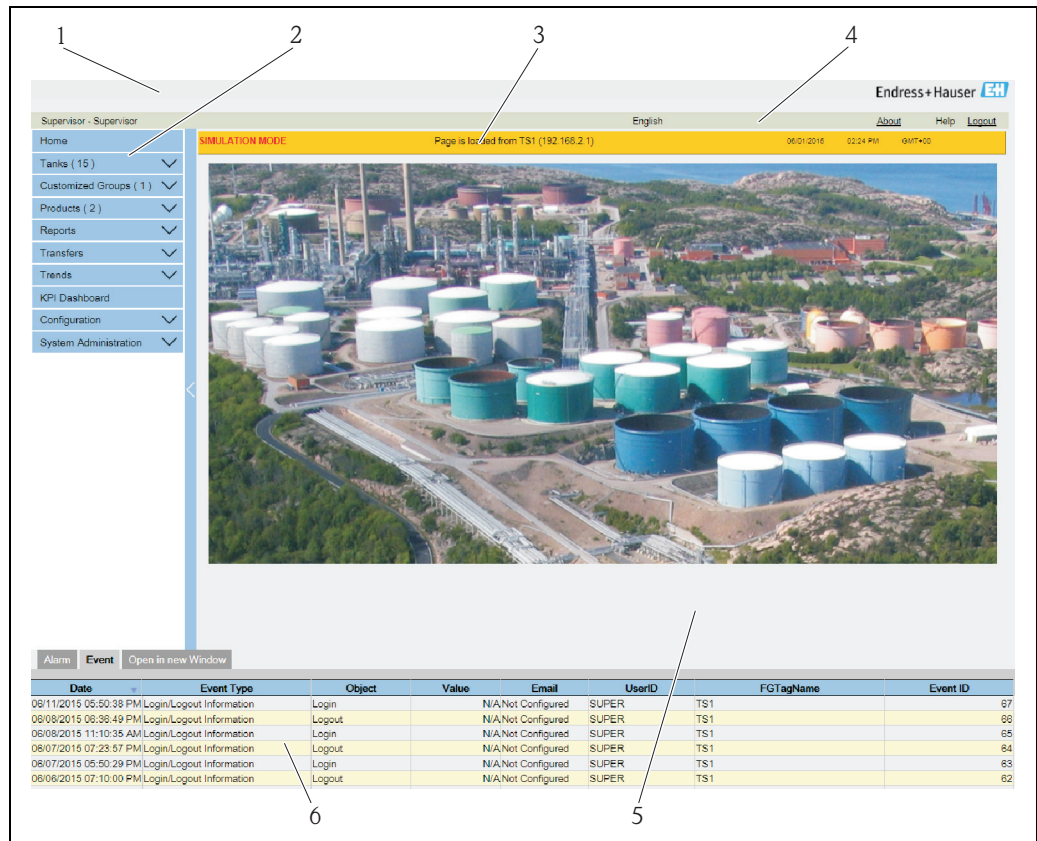 1 2 3 4
Endress+Hauser EH
Supervisor - Supervisor English About Help Logout
Home SIMULATION MODE Page is loaded from TS1 (192.168.2.1) 06/01/2016 02:24 PM GMT+00
Tanks ( 15 )
Customized Groups ( 1 )
Products ( 2 )
Reports
Transfers
Trends
KPI Dashboard
Configuration
System Administration
Alarm Event Open in new Window
Date Event Type Object Value Email UserID FGTagName Event ID
06/11/2015 05:50:38 PM Login/Logout Information Login N/A Not Configured SUPER TS1 67
06/08/2015 06:36:49 PM Login/Logout Information Logout N/A Not Configured SUPER TS1 66
06/08/2015 11:10:35 AM Login/Logout Information Login N/A Not Configured SUPER TS1 65
06/07/2015 07:23:57 PM Login/Logout Information Logout N/A Not Configured SUPER TS1 64
06/07/2015 05:50:29 PM Login/Logout Information Login N/A Not Configured SUPER TS1 63
06/06/2015 07:10:00 PM Login/Logout Information Logout N/A Not Configured SUPER TS1 62
6 5